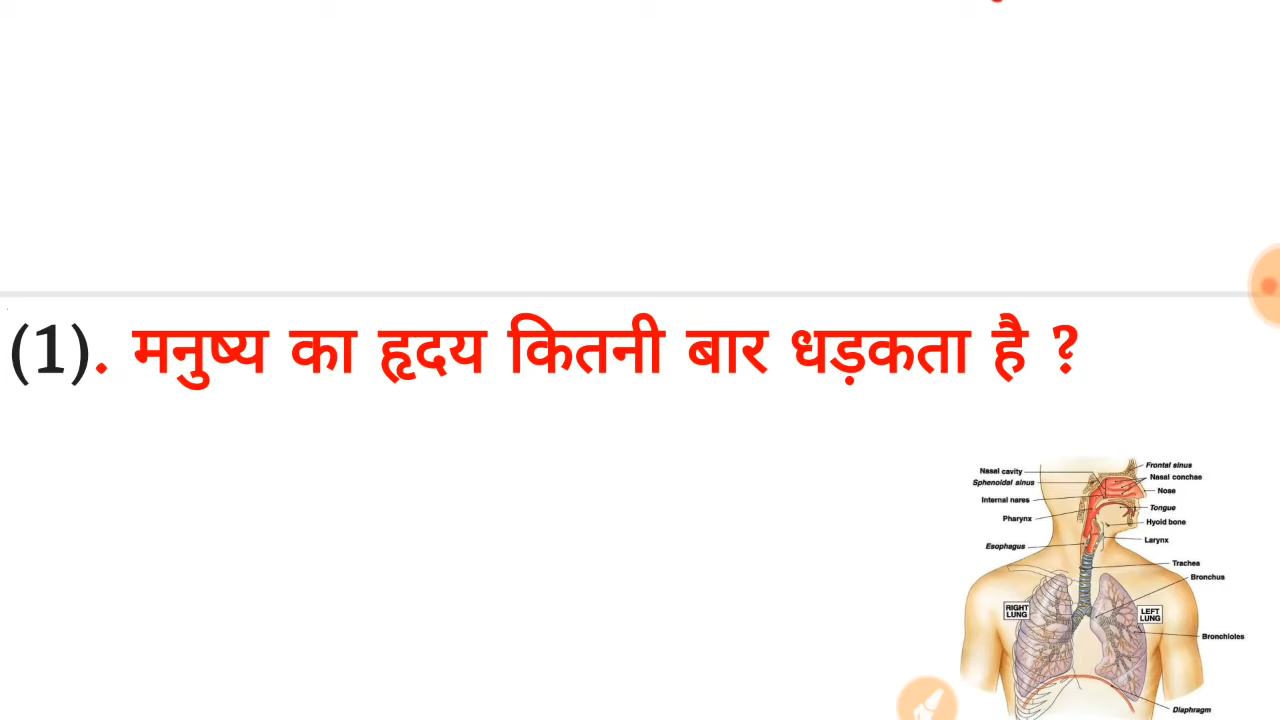 (1). मनुष्य का हृदय कितनी बार धड़कता है ?
Frontal sinus
Nasal cavity
Nasal conchae
Sphenoidal sinus
Nose
Internal nares
Tongue
Pharynx
Hyoid bone
Larynx
Esophagus
Trachea
Bronchus
RIGHT
LUNG
LEFT
LUNG
Bronchioles
Diaphragm